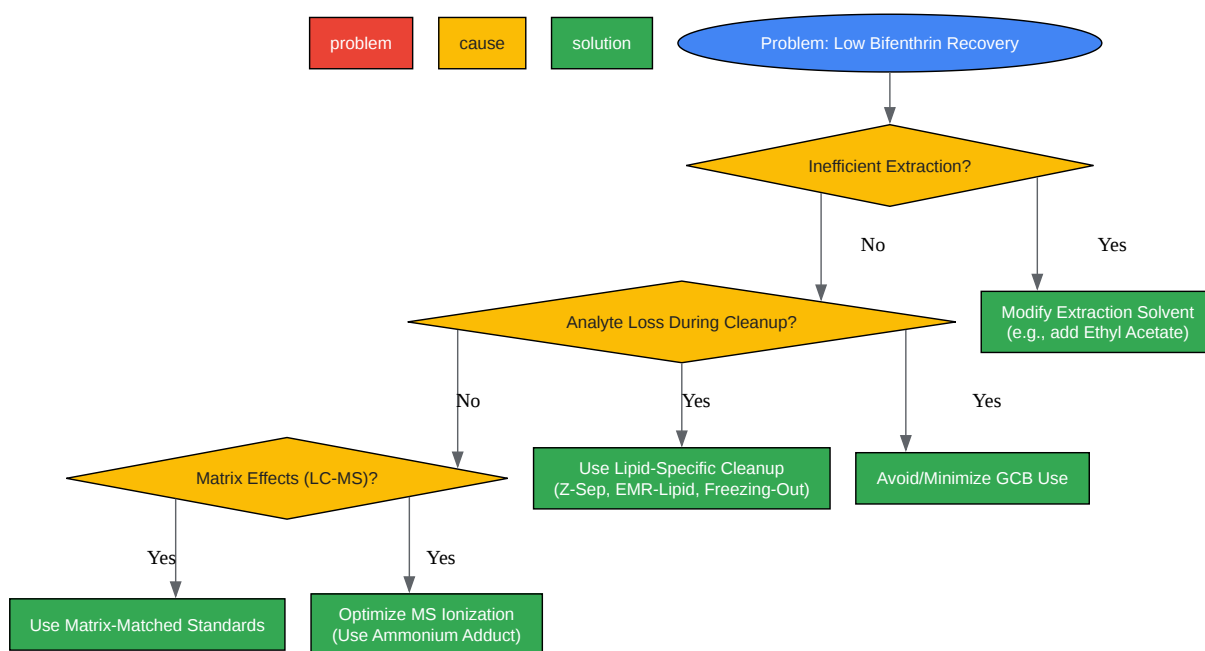 problem
cause
solution
Problem: Low Bifenthrin Recovery
Inefficient Extraction?
No
Yes
Modify Extraction Solvent
(e.g., add Ethyl Acetate)
Analyte Loss During Cleanup?
No
Yes
Yes
Use Lipid-Specific Cleanup
(Z-Sep, EMR-Lipid, Freezing-Out)
Avoid/Minimize GCB Use
Matrix Effects (LC-MS)?
Yes
Yes
Use Matrix-Matched Standards
Optimize MS Ionization
(Use Ammonium Adduct)